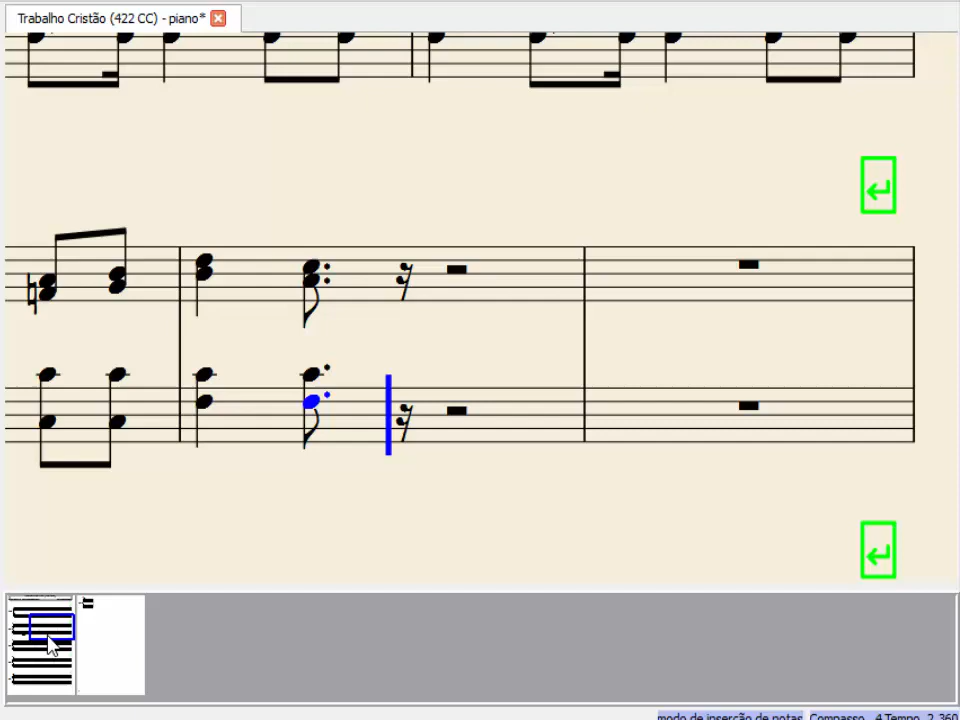 Trabalho Cristão (422 CC) - piano*
modo de inserção de notas Compasso 4 Tempo 2.360